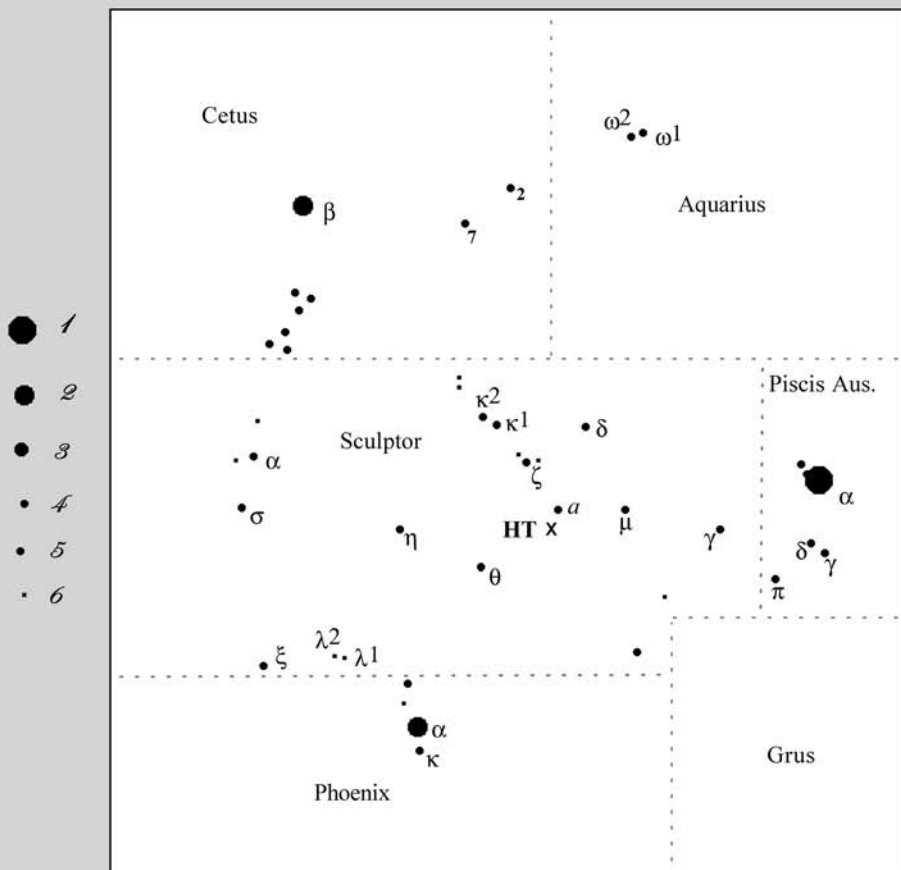 Cetus
ω2 ω1
2
Aquarius
β
7
1
2
3
4
5
6
Piscis Aus.
κ2
κ1
δ
Sculptor
α
ζ
α
σ
a
HT x
μ
η
γ
δ
γ
θ
π
λ2
ξ
λ1
α
κ
Grus
Phoenix